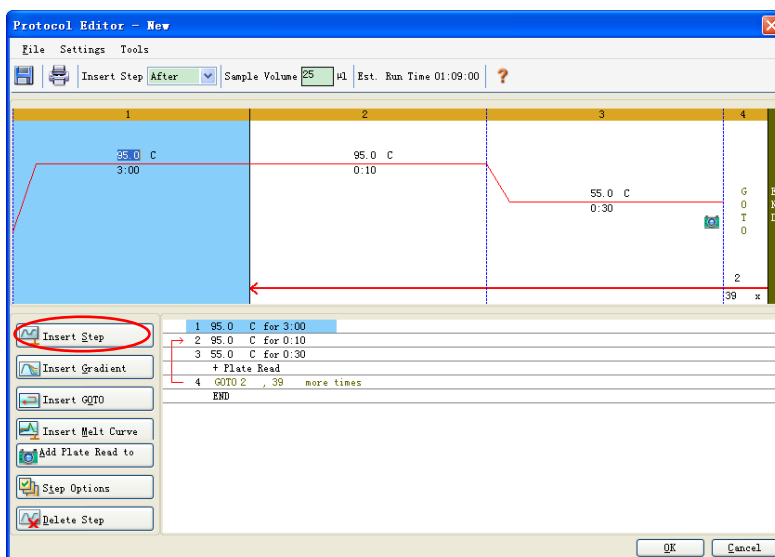 Protocol Editor - New
File Settings Tools
Insert Step After Sample Volume 25 μl Est. Run Time 01:09:00 ?
1 2 3 4
95.0 C
3:00
95.0 C
0:10
55.0 C
0:30
G
O
T
O
E
N
D
2
39 x
Insert Step
Insert Gradient
Insert GOTO
Insert Melt Curve
Add Plate Read to
Step Options
Delete Step
1 95.0 C for 3:00
2 95.0 C for 0:10
3 55.0 C for 0:30
+ Plate Read
4 GOTO 2 , 39 more times
END
OK Cancel